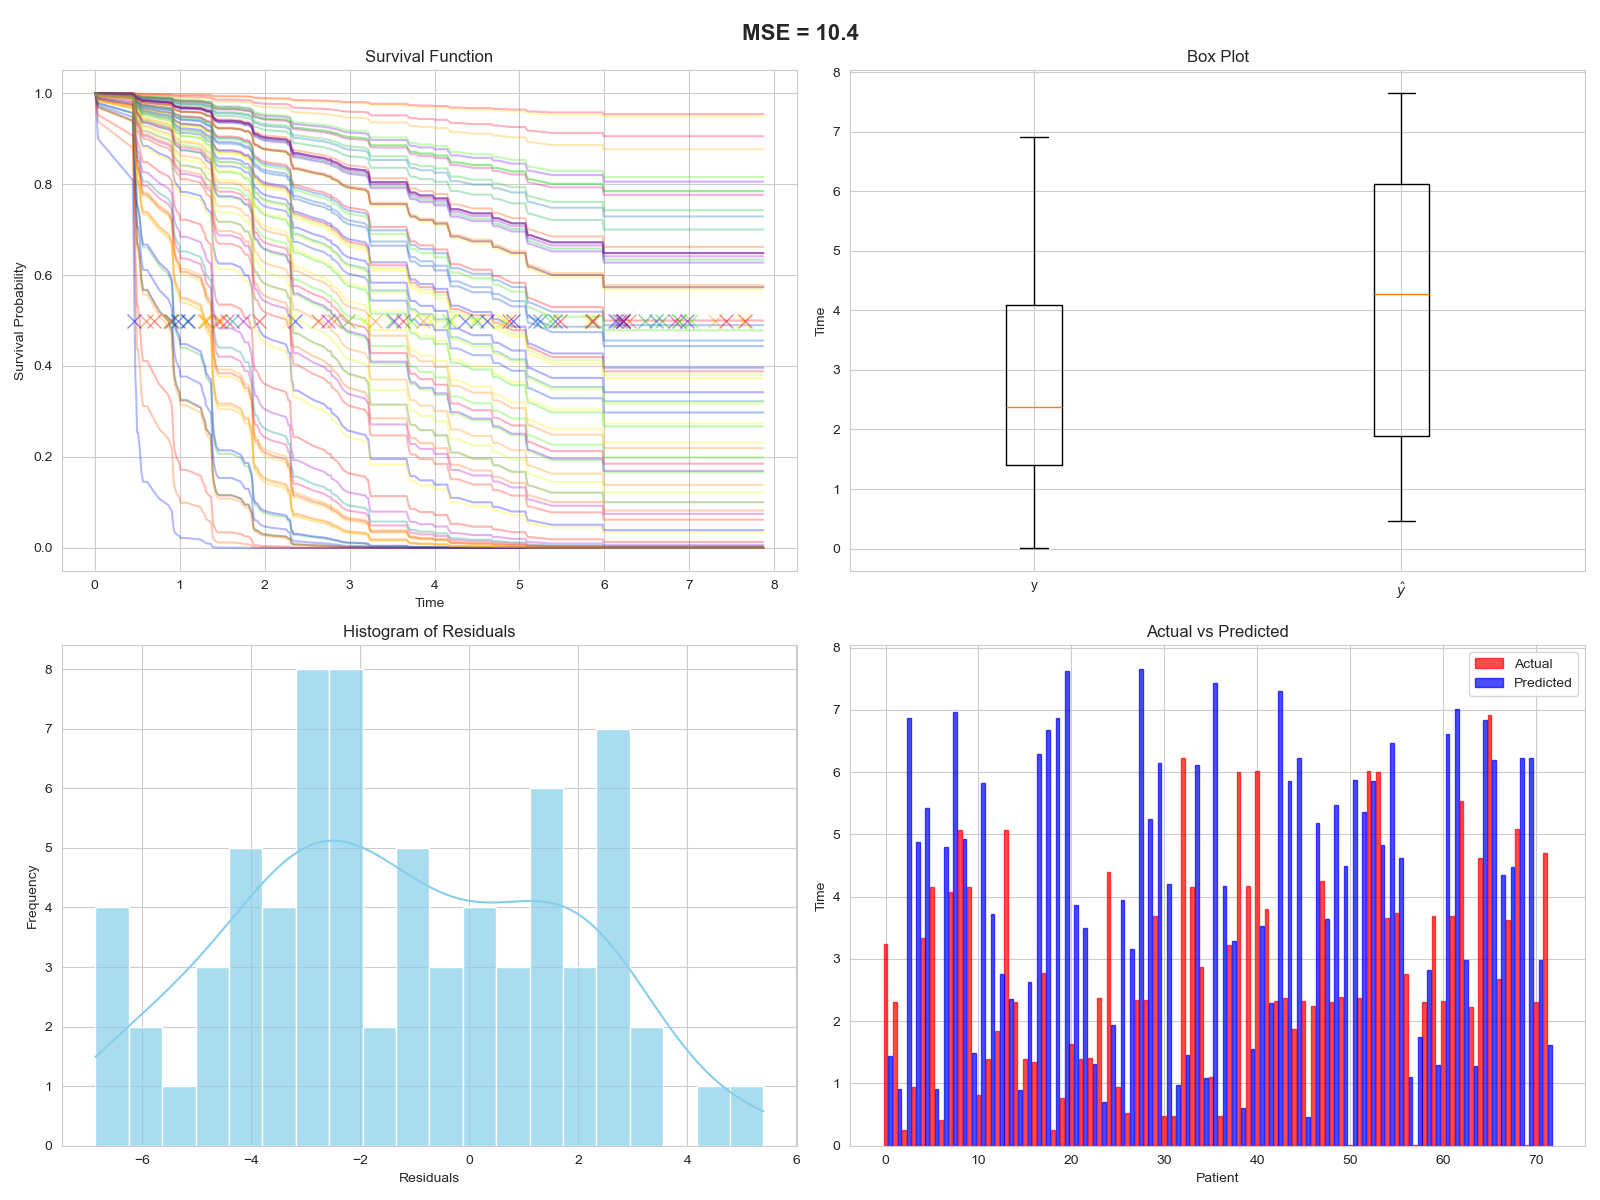 MSE = 10.4
Survival Function
1.0
0.8
0.6
0.4
0.2
0.0
Survival Probability
0 1 2 3 4 5 6 7 8
Time
Box Plot
8
7
6
5
4
3
2
1
0
Time
y ŷ
Histogram of Residuals
8
7
6
5
4
3
2
1
0
Frequency
−6 −4 −2 0 2 4 6
Residuals
Actual vs Predicted
Actual
Predicted
8
7
6
5
4
3
2
1
0
Time
0 10 20 30 40 50 60 70
Patient